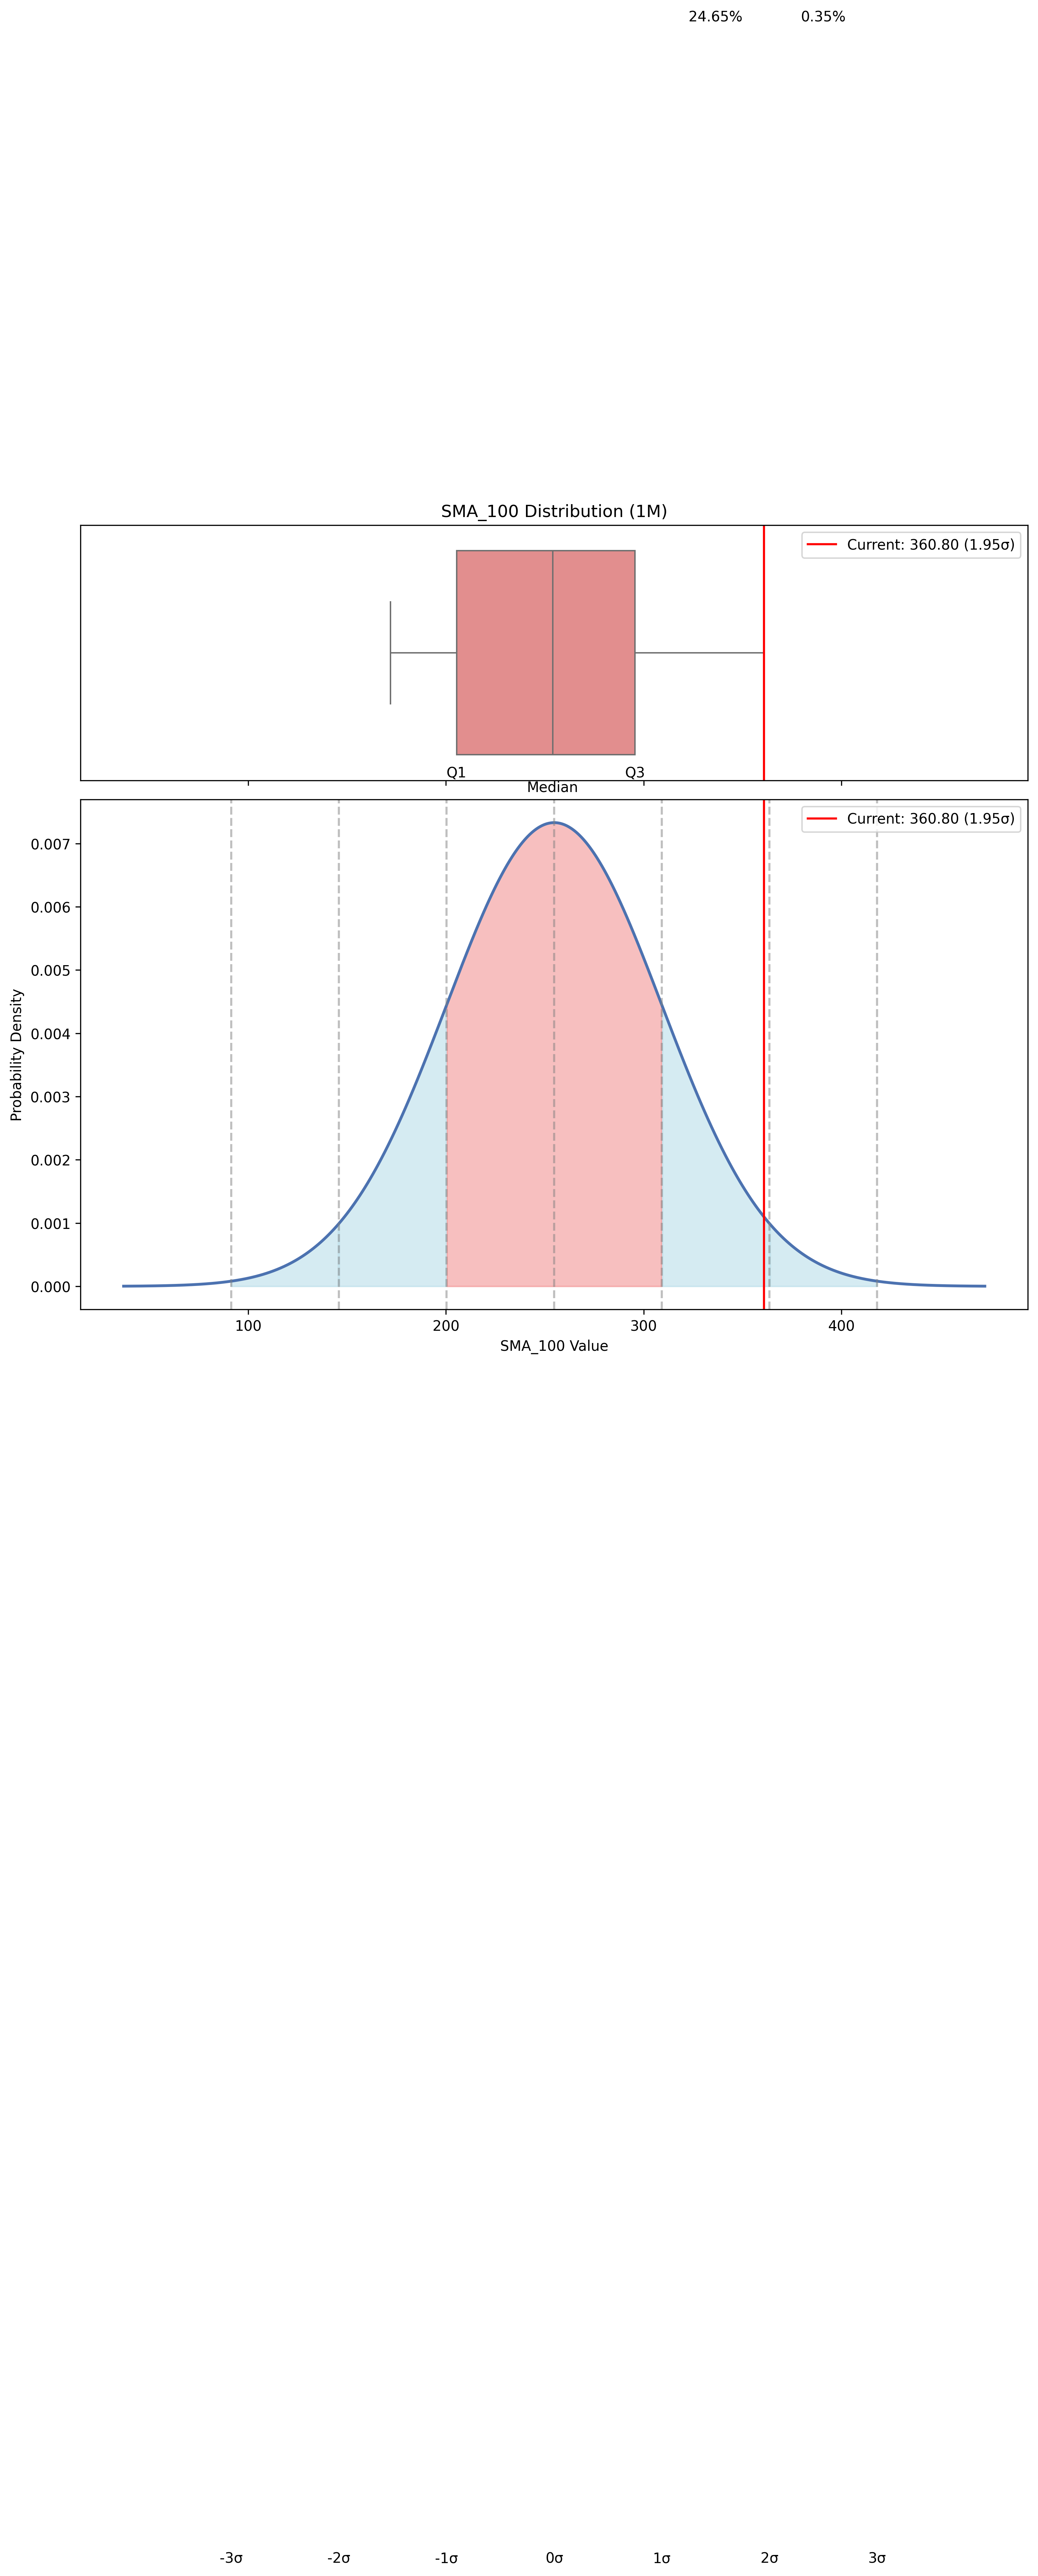 24.65% 0.35%
SMA_100 Distribution (1M)
Current: 360.80 (1.95σ)
Q1 Q3
Median
Current: 360.80 (1.95σ)
0.007
0.006
0.005
0.004
0.003
0.002
0.001
0.000
Probability Density
100 200 300 400
SMA_100 Value
-3σ -2σ -1σ 0σ 1σ 2σ 3σ